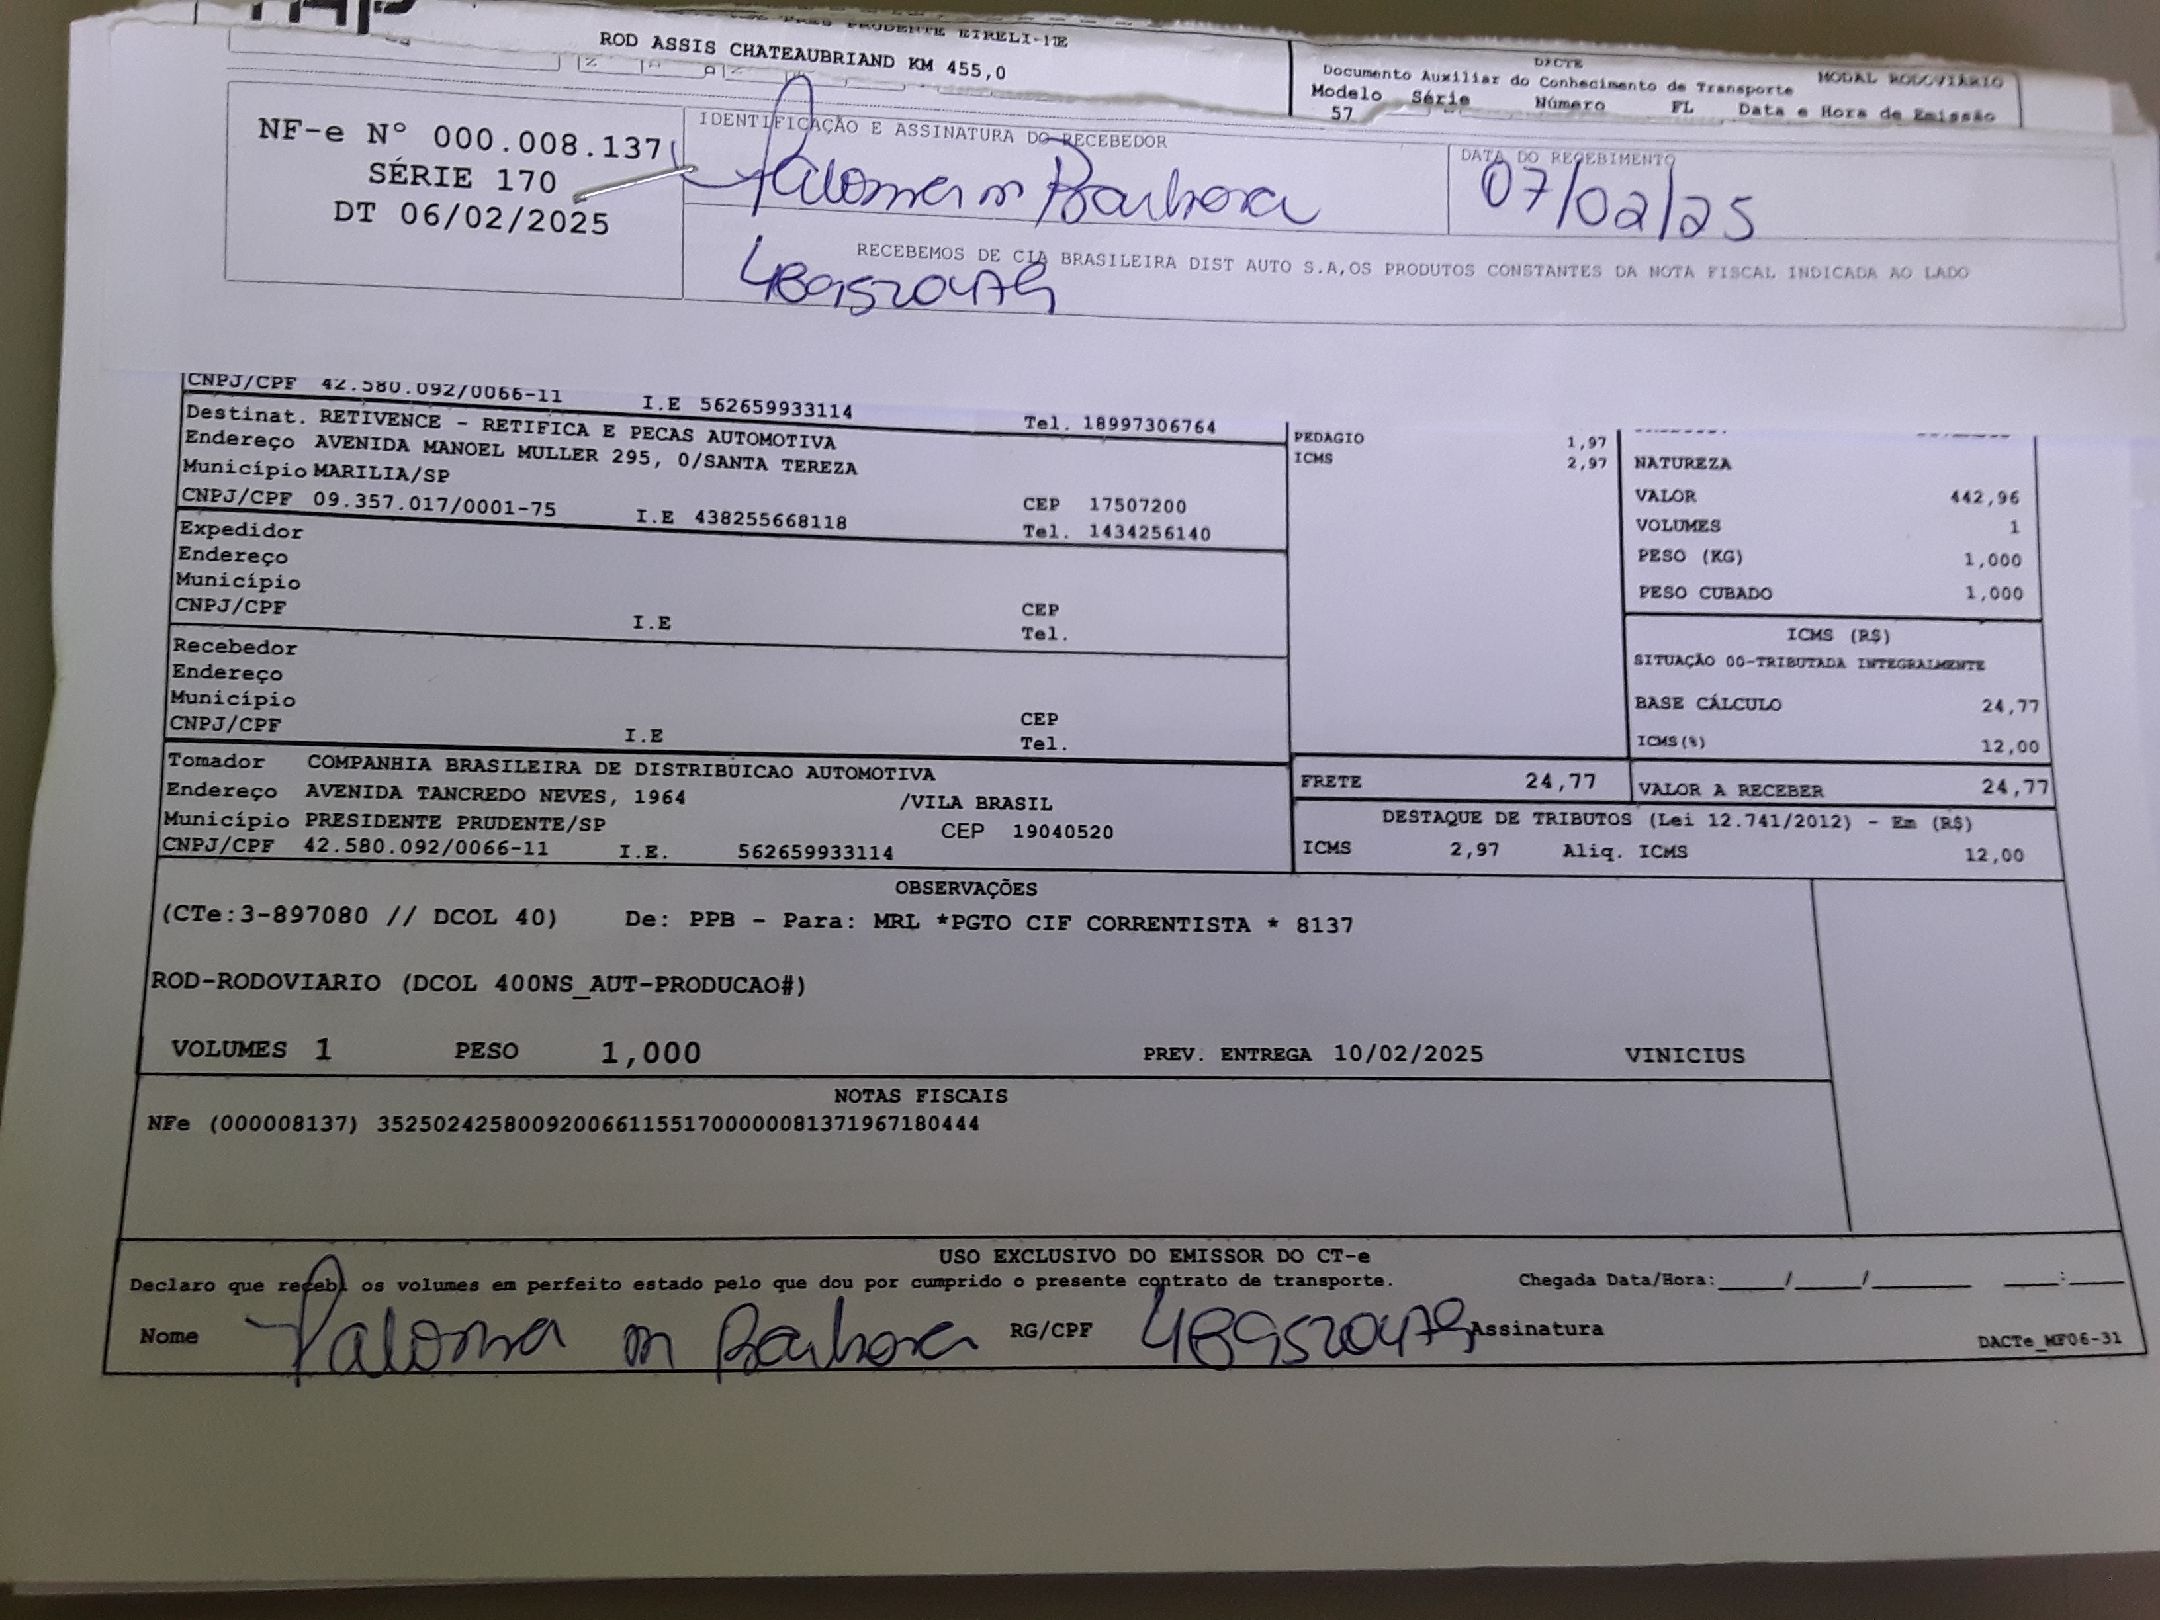 PRES PRUDENTE EIRELI-ME
ROD ASSIS CHATEAUBRIAND KM 455,0
DACTE
MODAL RODOVIÁRIO
Documento Auxiliar do Conhecimento de Transporte
Modelo Série Número FL Data e Hora de Emissão
57
NF-e N° 000.008.137
SÉRIE 170
DT 06/02/2025
IDENTIFICAÇÃO E ASSINATURA DO RECEBEDOR
Paloma m Barbosa
DATA DO RECEBIMENTO
07/02/25
RECEBEMOS DE CIA BRASILEIRA DIST AUTO S.A,OS PRODUTOS CONSTANTES DA NOTA FISCAL INDICADA AO LADO
489520479
CNPJ/CPF 42.580.092/0066-11 I.E 562659933114 Tel. 18997306764
Destinat. RETIVENCE - RETIFICA E PECAS AUTOMOTIVA
Endereço AVENIDA MANOEL MULLER 295, 0/SANTA TEREZA
Município MARILIA/SP CEP 17507200
CNPJ/CPF 09.357.017/0001-75 I.E 438255668118 Tel. 1434256140
Expedidor
Endereço
Município CEP
CNPJ/CPF I.E Tel.
Recebedor
Endereço
Município CEP
CNPJ/CPF I.E Tel.
Tomador COMPANHIA BRASILEIRA DE DISTRIBUICAO AUTOMOTIVA
Endereço AVENIDA TANCREDO NEVES, 1964 /VILA BRASIL
Município PRESIDENTE PRUDENTE/SP CEP 19040520
CNPJ/CPF 42.580.092/0066-11 I.E. 562659933114
PEDAGIO 1,97
ICMS 2,97
NATUREZA
VALOR 442,96
VOLUMES 1
PESO (KG) 1,000
PESO CUBADO 1,000
ICMS (R$)
SITUAÇÃO 00-TRIBUTADA INTEGRALMENTE
BASE CÁLCULO 24,77
ICMS(%) 12,00
FRETE 24,77 VALOR A RECEBER 24,77
DESTAQUE DE TRIBUTOS (Lei 12.741/2012) - Em (R$)
ICMS 2,97 Aliq. ICMS 12,00
OBSERVAÇÕES
(CTe:3-897080 // DCOL 40) De: PPB - Para: MRL *PGTO CIF CORRENTISTA * 8137
ROD-RODOVIARIO (DCOL 400NS_AUT-PRODUCAO#)
VOLUMES 1 PESO 1,000 PREV. ENTREGA 10/02/2025 VINICIUS
NOTAS FISCAIS
NFe (000008137) 35250242580092006611551700000081371967180444
USO EXCLUSIVO DO EMISSOR DO CT-e
Declaro que recebi os volumes em perfeito estado pelo que dou por cumprido o presente contrato de transporte. Chegada Data/Hora:_____/_____/_________ _____:_____
Nome Paloma m Barbosa RG/CPF 489520479 Assinatura
DACTe_MF06-31